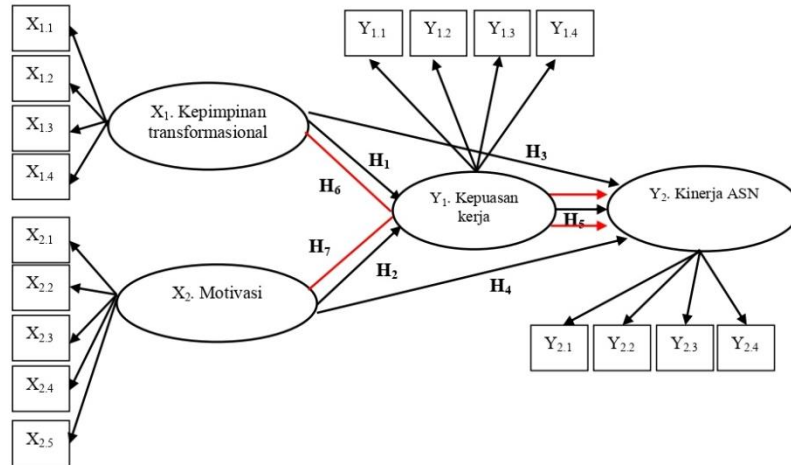 X1.1
X1.2
X1.3
X1.4
X1. Kepimpinan
transformasional
Y1.1
Y1.2
Y1.3
Y1.4
H1
H3
H6
Y1. Kepuasan
kerja
H5
Y2. Kinerja ASN
H7
H2
H4
X2.1
X2.2
X2.3
X2.4
X2.5
X2. Motivasi
Y2.1
Y2.2
Y2.3
Y2.4